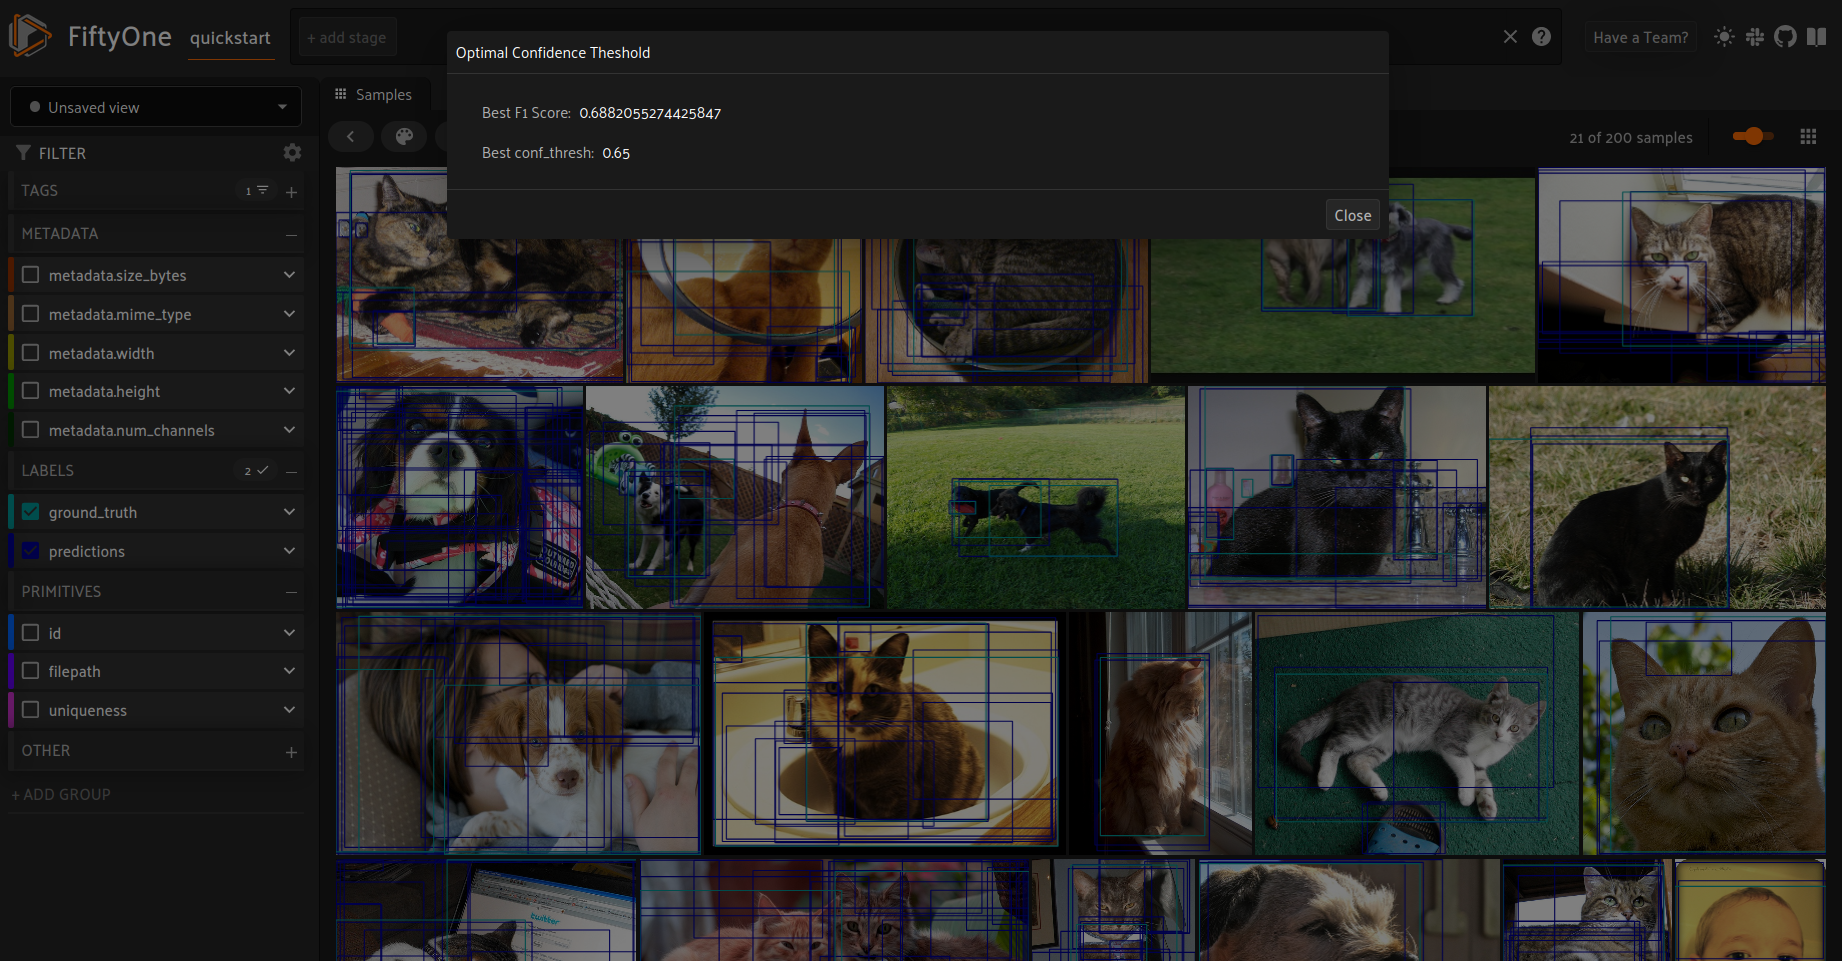 FiftyOne
quickstart
+ add stage
Have a Team?
Optimal Confidence Theshold
Best F1 Score: 0.6882055274425847
Best conf_thresh: 0.65
Close
Unsaved view
Samples
21 of 200 samples
FILTER
TAGS
1
METADATA
metadata.size_bytes
metadata.mime_type
metadata.width
metadata.height
metadata.num_channels
LABELS
2
ground_truth
predictions
PRIMITIVES
id
filepath
uniqueness
OTHER
+ ADD GROUP
twitter